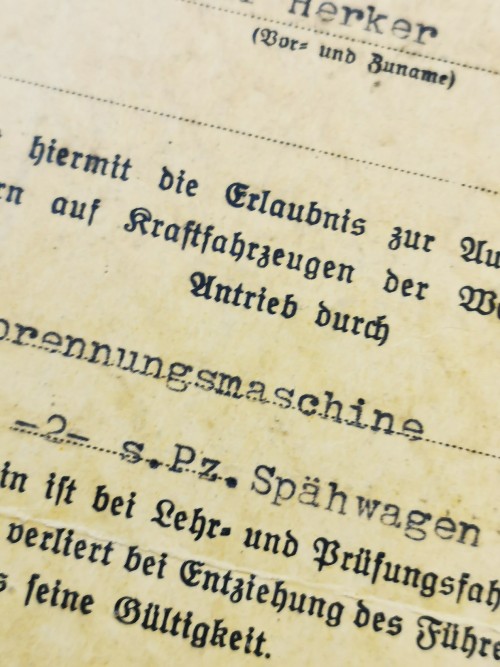 Herker
(Vor= und Zuname)
hiermit die Erlaubnis zur
auf Kraftfahrzeugen der
Antrieb durch
brennungsmaschine
-2- s.Pz. Spähwagen
in ist bei Lehr= und Prüfungsfah
verliert bei Entziehung des Führe
seine Gültigkeit.